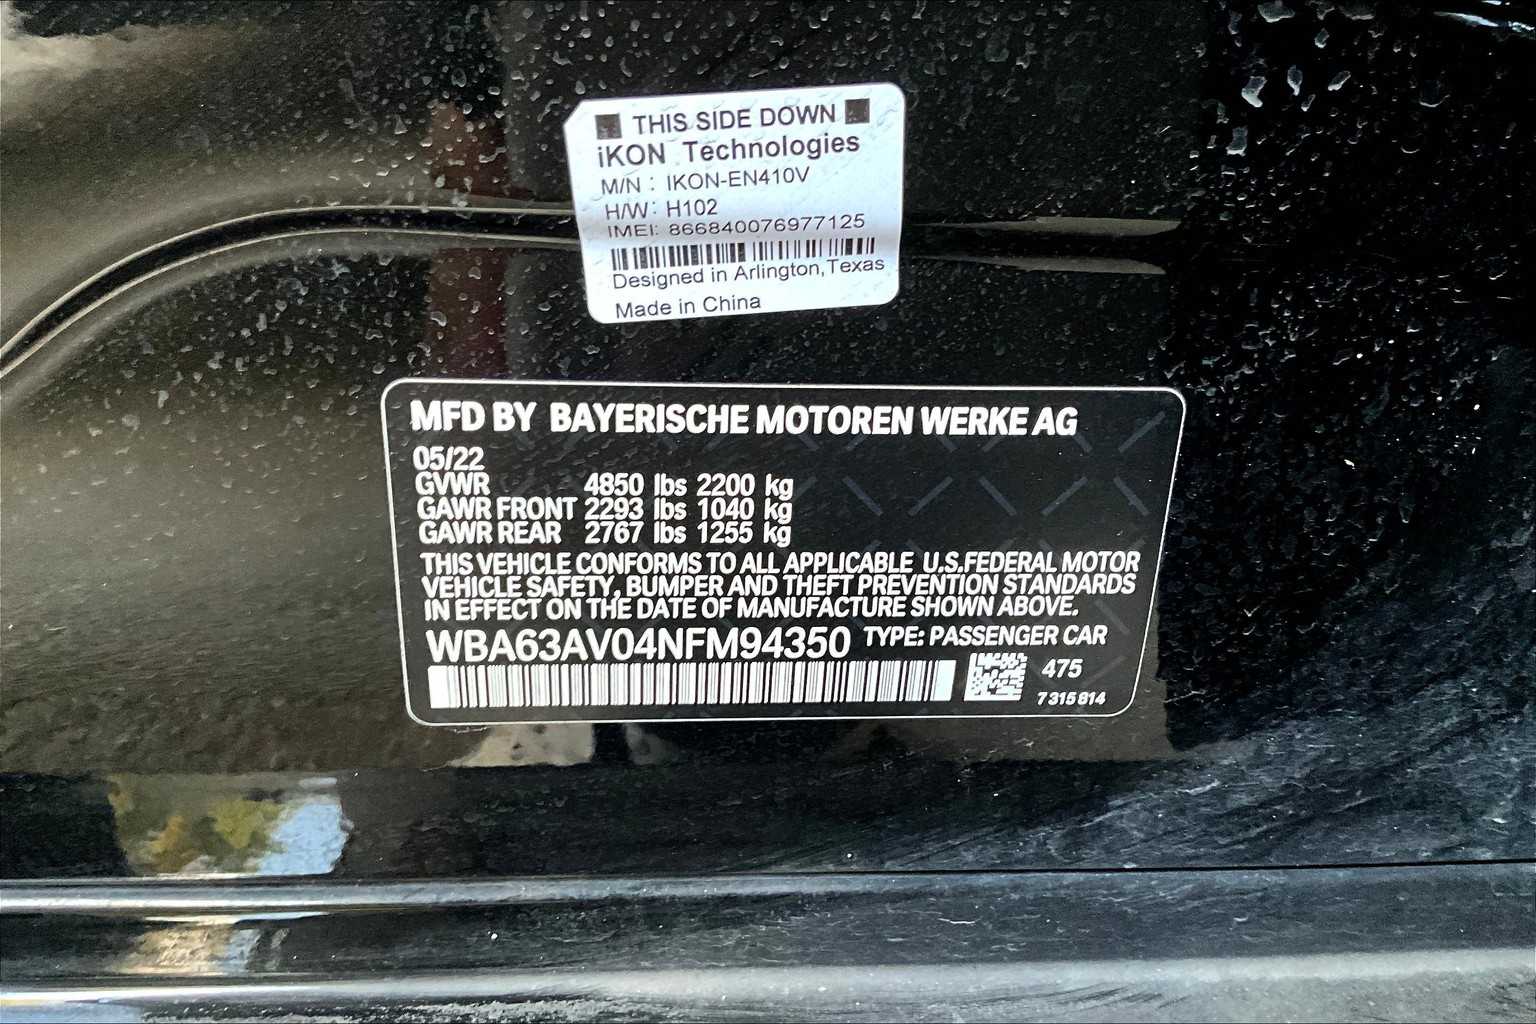 THIS SIDE DOWN
iKON Technologies
M/N : IKON-EN410V
H/W: H102
IMEI: 866840076977125
Designed in Arlington, Texas
Made in China
MFD BY BAYERISCHE MOTOREN WERKE AG
05/22
GVWR 4850 lbs 2200 kg
GAWR FRONT 2293 lbs 1040 kg
GAWR REAR 2767 lbs 1255 kg
THIS VEHICLE CONFORMS TO ALL APPLICABLE U.S.FEDERAL MOTOR
VEHICLE SAFETY, BUMPER AND THEFT PREVENTION STANDARDS
IN EFFECT ON THE DATE OF MANUFACTURE SHOWN ABOVE.
WBA63AV04NFM94350 TYPE: PASSENGER CAR
475
7315814